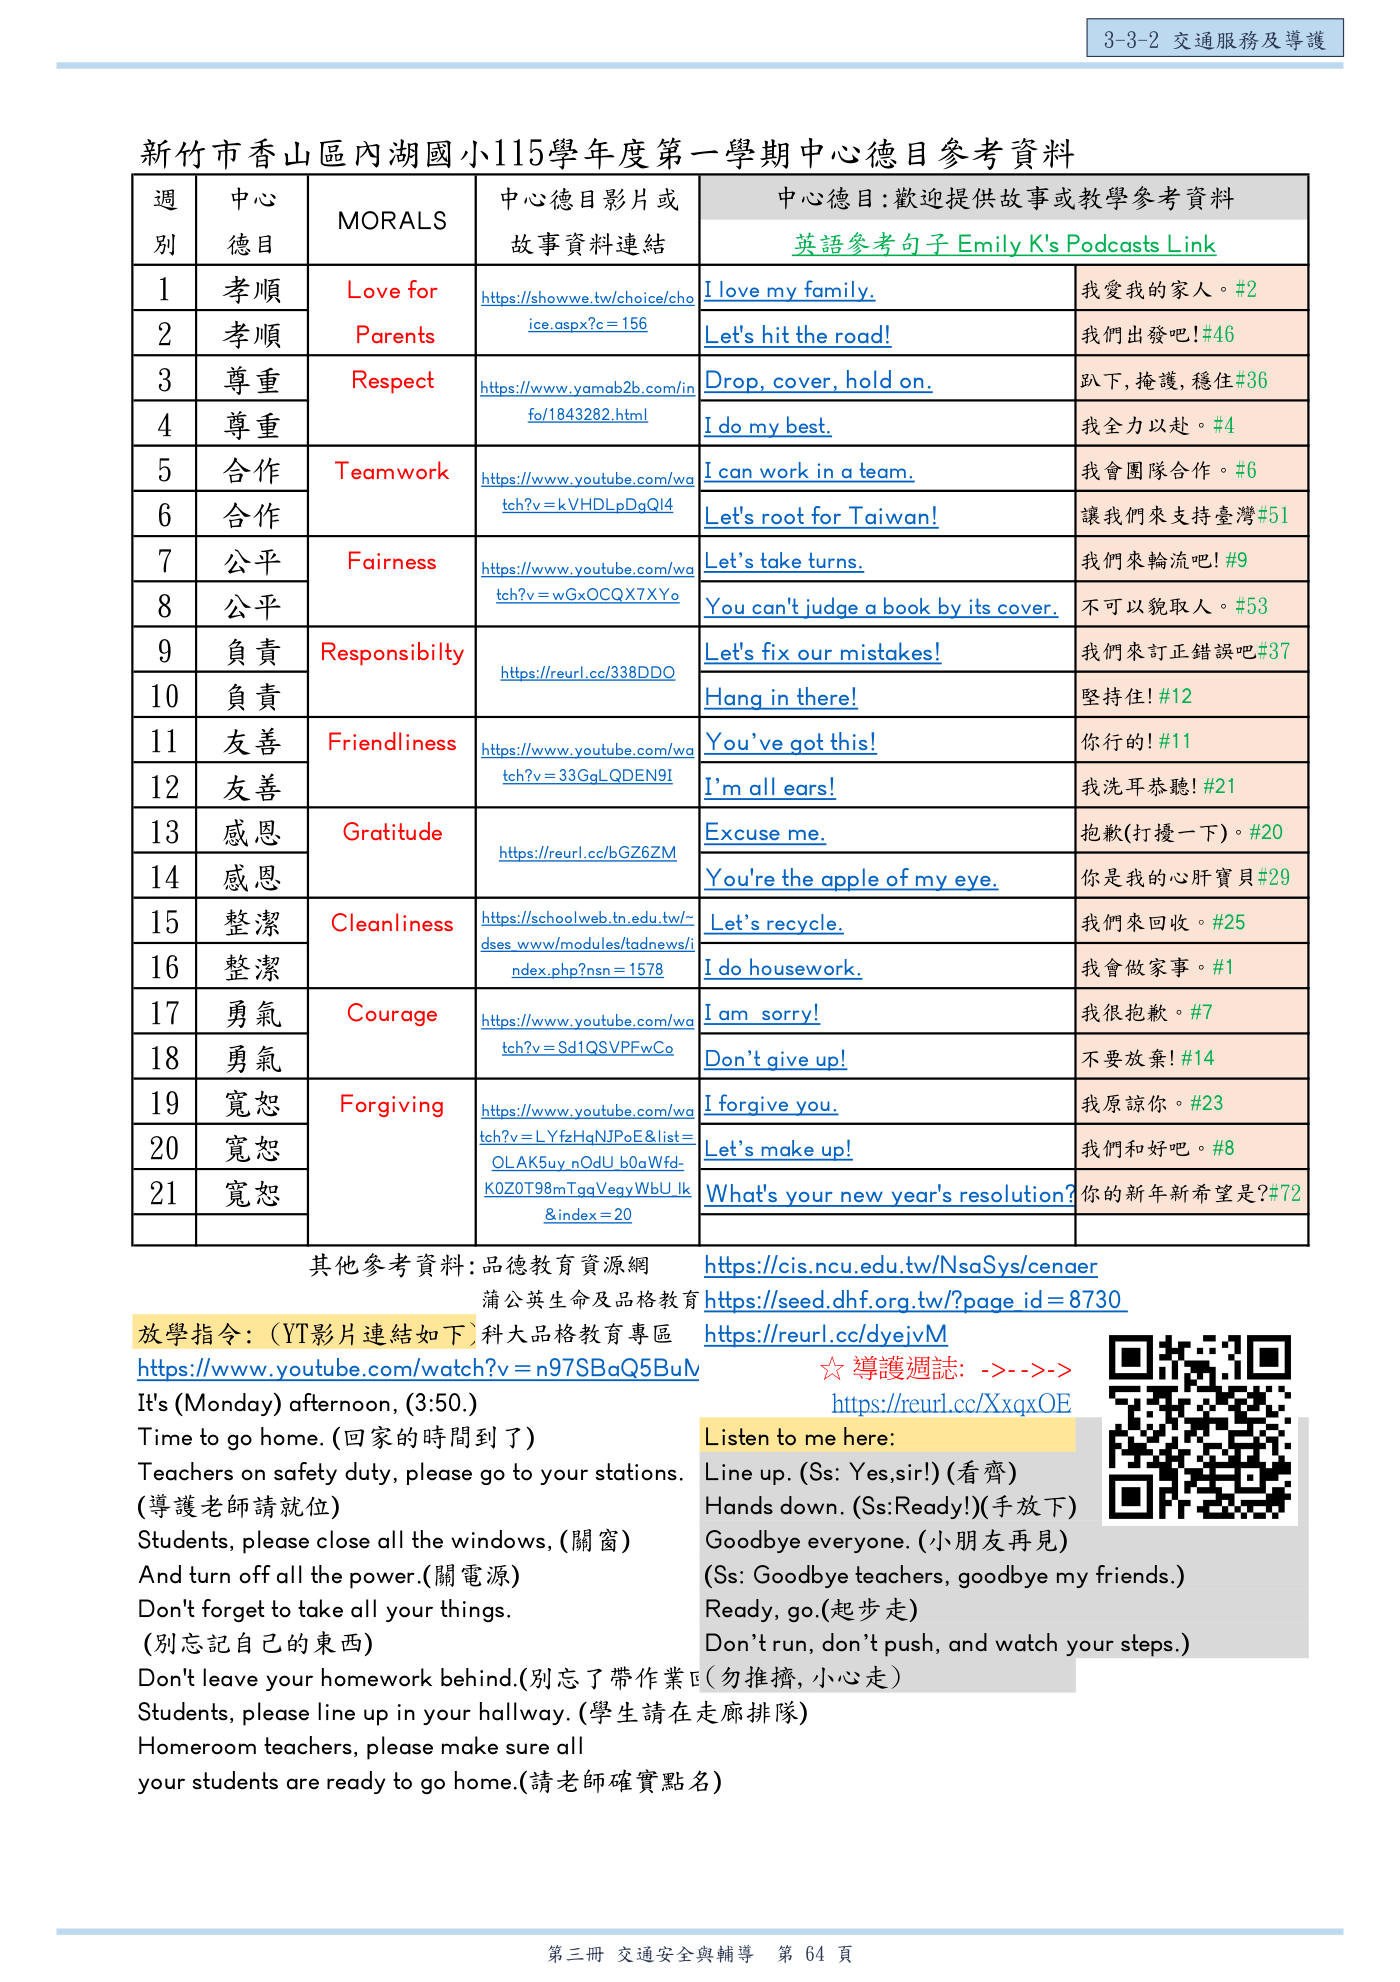 3-3-2 交通服務及導護
新竹市香山區內湖國小115學年度第一學期中心德目參考資料
週別 中心德目 MORALS 中心德目影片或故事資料連結 中心德目:歡迎提供故事或教學參考資料
英語參考句子 Emily K's Podcasts Link
1 孝順 Love for Parents https://showwe.tw/choice/choice.aspx?c=156 I love my family. 我愛我的家人。#2
2 孝順 Let's hit the road! 我們出發吧!#46
3 尊重 Respect https://www.yamab2b.com/info/1843282.html Drop, cover, hold on. 趴下,掩護,穩住#36
4 尊重 I do my best. 我全力以赴。#4
5 合作 Teamwork https://www.youtube.com/watch?v=kVHDLpDgQI4 I can work in a team. 我會團隊合作。#6
6 合作 Let's root for Taiwan! 讓我們來支持臺灣#51
7 公平 Fairness https://www.youtube.com/watch?v=wGxOCQX7XYo Let’s take turns. 我們來輪流吧! #9
8 公平 You can't judge a book by its cover. 不可以貌取人。#53
9 負責 Responsibilty https://reurl.cc/338DDO Let's fix our mistakes! 我們來訂正錯誤吧#37
10 負責 Hang in there! 堅持住! #12
11 友善 Friendliness https://www.youtube.com/watch?v=33GgLQDEN9I You’ve got this! 你行的! #11
12 友善 I’m all ears! 我洗耳恭聽! #21
13 感恩 Gratitude https://reurl.cc/bGZ6ZM Excuse me. 抱歉(打擾一下)。#20
14 感恩 You're the apple of my eye. 你是我的心肝寶貝#29
15 整潔 Cleanliness https://schoolweb.tn.edu.tw/~dses_www/modules/tadnews/index.php?nsn=1578 Let’s recycle. 我們來回收。#25
16 整潔 I do housework. 我會做家事。#1
17 勇氣 Courage https://www.youtube.com/watch?v=Sd1QSVPFwCo I am  sorry! 我很抱歉。#7
18 勇氣 Don’t give up! 不要放棄! #14
19 寬恕 Forgiving https://www.youtube.com/watch?v=LYfzHqNJPoE&list=OLAK5uy_nOdU_b0aWfd-K0Z0T98mTgqVegyWbU_lk&index=20 I forgive you. 我原諒你。#23
20 寬恕 Let’s make up! 我們和好吧。#8
21 寬恕 What's your new year's resolution? 你的新年新希望是?#72
其他參考資料:品德教育資源網 https://cis.ncu.edu.tw/NsaSys/cenaer
蒲公英生命及品格教育 https://seed.dhf.org.tw/?page_id=8730
放學指令:(YT影片連結如下) 科大品格教育專區 https://reurl.cc/dyejvM
https://www.youtube.com/watch?v=n97SBaQ5BuM
☆ 導護週誌: ->-->->
https://reurl.cc/XxqxOE
It's (Monday) afternoon, (3:50.)
Time to go home. (回家的時間到了)
Teachers on safety duty, please go to your stations.
(導護老師請就位)
Students, please close all the windows, (關窗)
And turn off all the power.(關電源)
Don't forget to take all your things.
(別忘記自己的東西)
Don't leave your homework behind.(別忘了帶作業回
Students, please line up in your hallway. (學生請在走廊排隊)
Homeroom teachers, please make sure all
your students are ready to go home.(請老師確實點名)
Listen to me here:
Line up. (Ss: Yes,sir!) (看齊)
Hands down. (Ss:Ready!)(手放下)
Goodbye everyone. (小朋友再見)
(Ss: Goodbye teachers, goodbye my friends.)
Ready, go.(起步走)
Don’t run, don’t push, and watch your steps.)
(勿推擠, 小心走)
第三冊 交通安全與輔導 第 64 頁